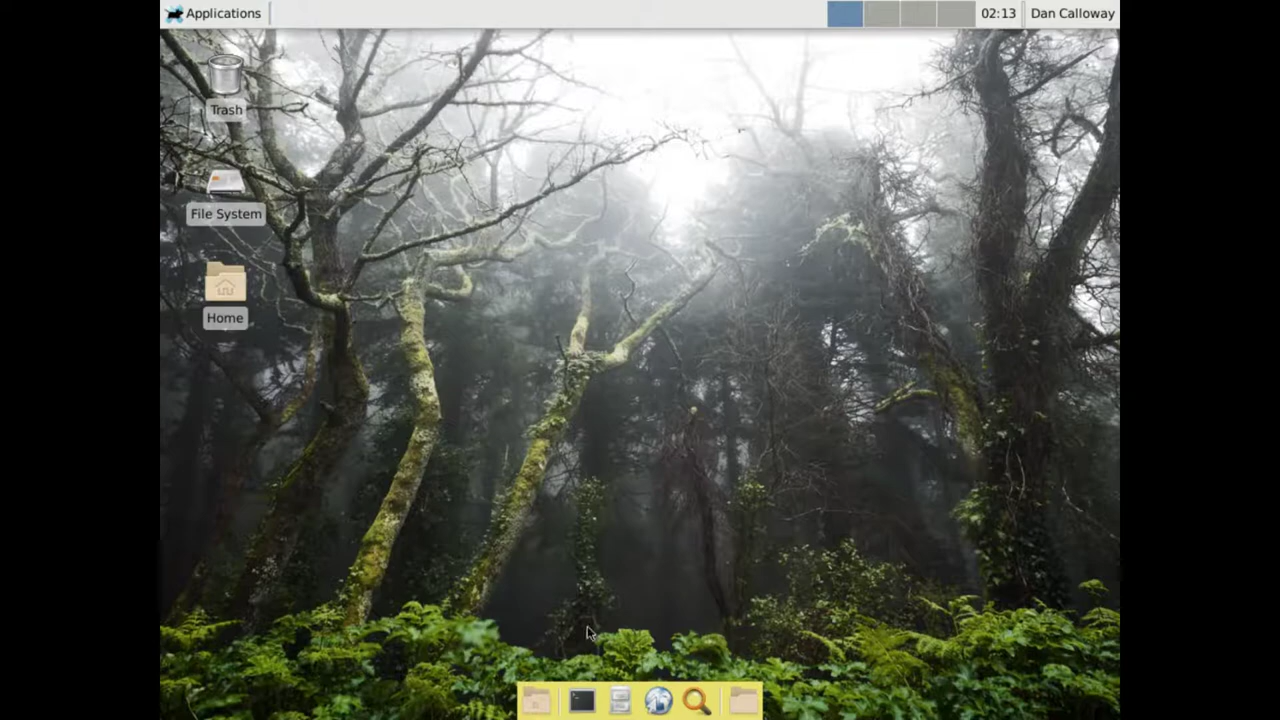 Applications
02:13
Dan Calloway
Trash
File System
Home